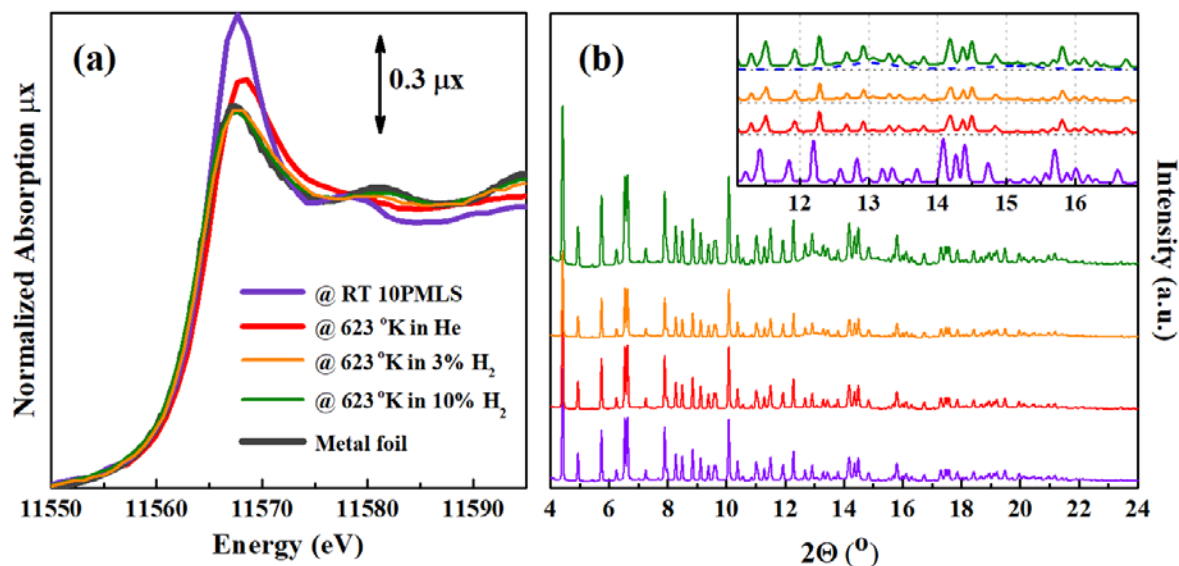 (a)
0.3 µx
Normalized Absorption µx
@ RT 10PMLS
@ 623 °K in He
@ 623 °K in 3% H₂
@ 623 °K in 10% H₂
Metal foil
11550 11560 11570 11580 11590
Energy (eV)
(b)
12 13 14 15 16
Intensity (a.u.)
4 6 8 10 12 14 16 18 20 22 24
2Θ (°)